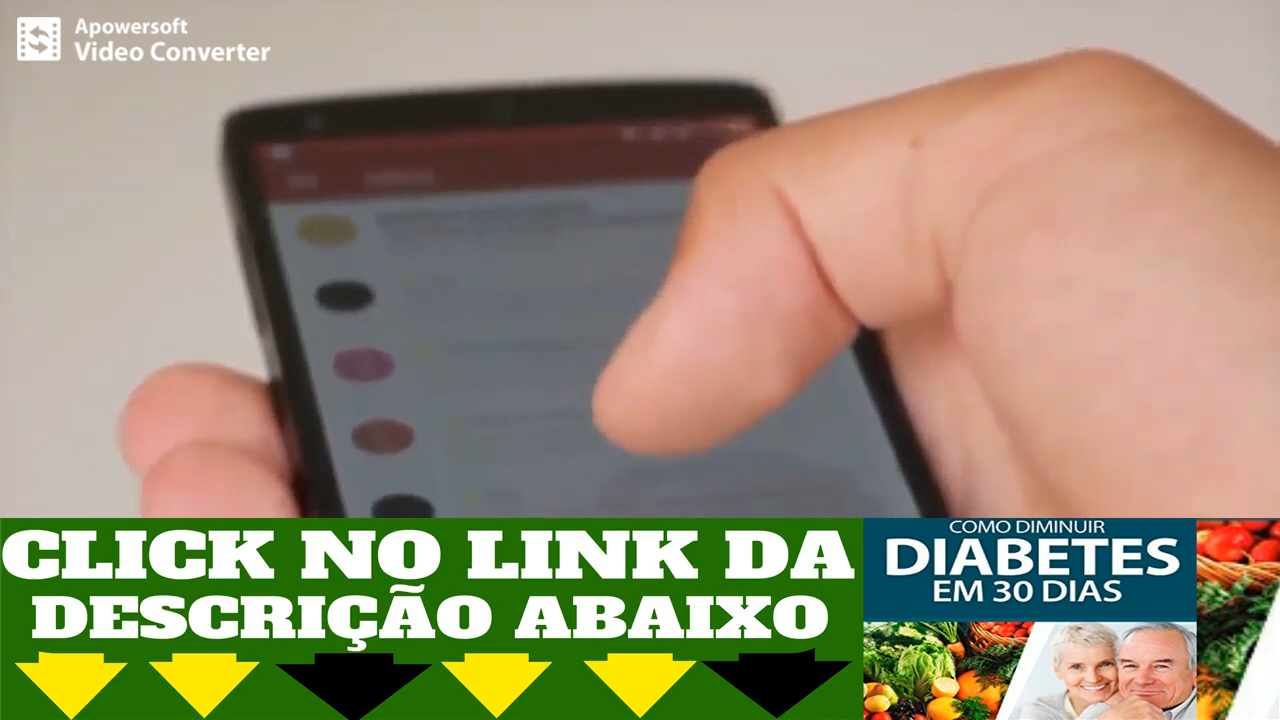 Apowersoft
Video Converter
CLICK NO LINK DA
DESCRIÇÃO ABAIXO
COMO DIMINUIR
DIABETES
EM 30 DIAS